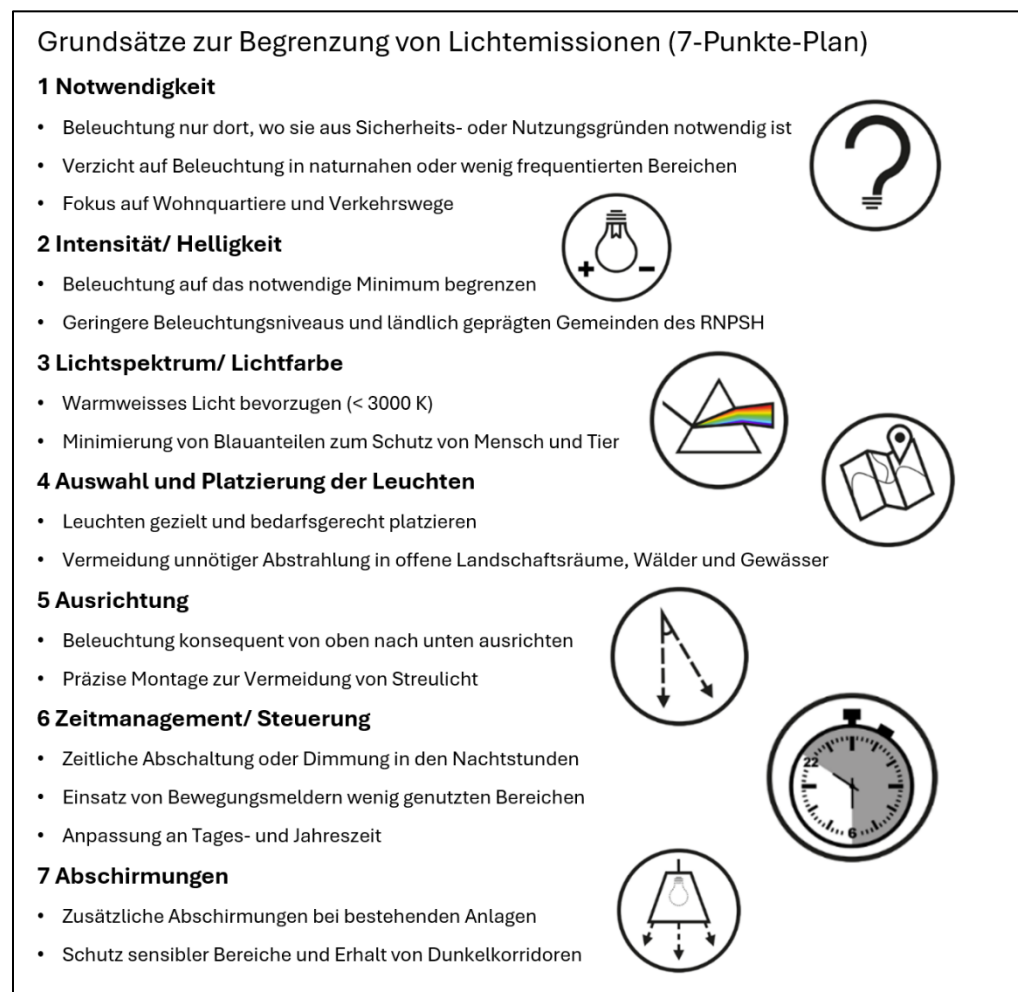 Grundsätze zur Begrenzung von Lichtemissionen (7-Punkte-Plan)
1 Notwendigkeit
• Beleuchtung nur dort, wo sie aus Sicherheits- oder Nutzungsgründen notwendig ist
• Verzicht auf Beleuchtung in naturnahen oder wenig frequentierten Bereichen
• Fokus auf Wohnquartiere und Verkehrswege
2 Intensität/ Helligkeit
• Beleuchtung auf das notwendige Minimum begrenzen
• Geringere Beleuchtungsniveaus und ländlich geprägten Gemeinden des RNPSH
3 Lichtspektrum/ Lichtfarbe
• Warmweisses Licht bevorzugen (< 3000 K)
• Minimierung von Blauanteilen zum Schutz von Mensch und Tier
4 Auswahl und Platzierung der Leuchten
• Leuchten gezielt und bedarfsgerecht platzieren
• Vermeidung unnötiger Abstrahlung in offene Landschaftsräume, Wälder und Gewässer
5 Ausrichtung
• Beleuchtung konsequent von oben nach unten ausrichten
• Präzise Montage zur Vermeidung von Streulicht
6 Zeitmanagement/ Steuerung
• Zeitliche Abschaltung oder Dimmung in den Nachtstunden
• Einsatz von Bewegungsmeldern wenig genutzten Bereichen
• Anpassung an Tages- und Jahreszeit
22
6
7 Abschirmungen
• Zusätzliche Abschirmungen bei bestehenden Anlagen
• Schutz sensibler Bereiche und Erhalt von Dunkelkorridoren